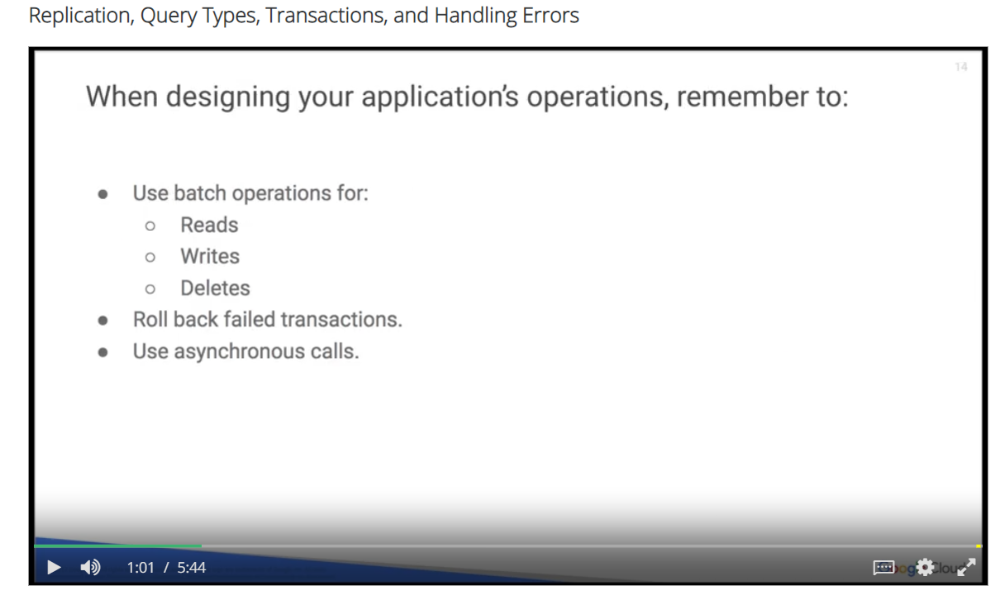 Replication, Query Types, Transactions, and Handling Errors
14
When designing your application's operations, remember to:
● Use batch operations for:
○ Reads
○ Writes
○ Deletes
● Roll back failed transactions.
● Use asynchronous calls.
1:01 / 5:44